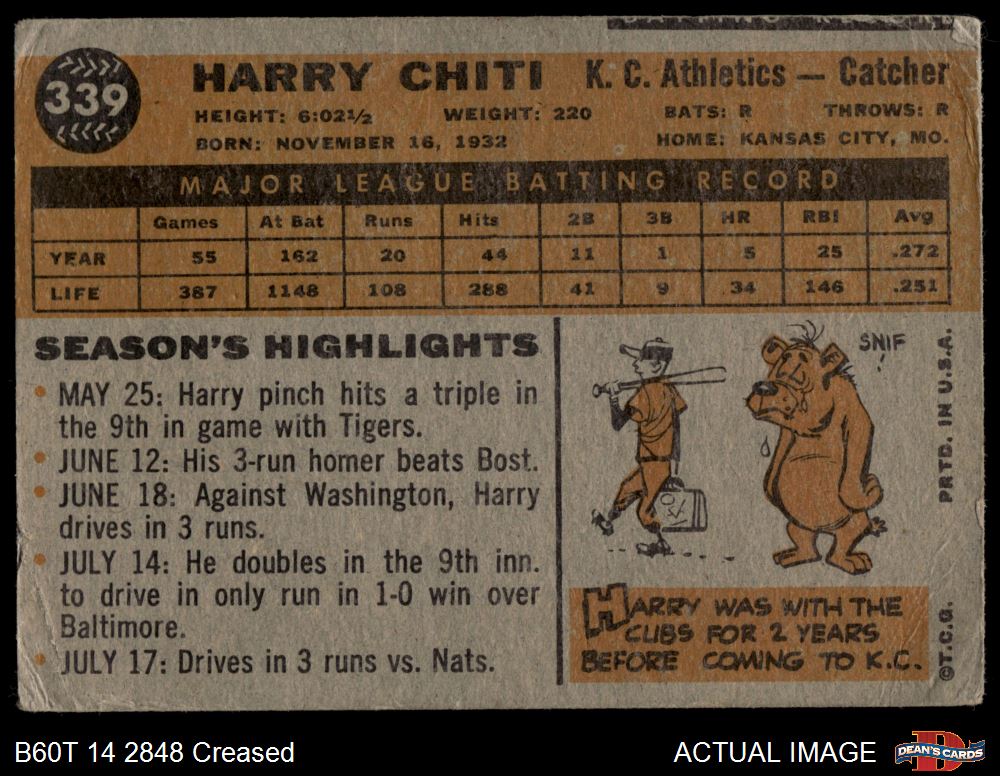 339
HARRY CHITI K. C. Athletics — Catcher
HEIGHT: 6:02½ WEIGHT: 220 BATS: R THROWS: R
BORN: NOVEMBER 16, 1932 HOME: KANSAS CITY, MO.
MAJOR LEAGUE BATTING RECORD
Games At Bat Runs Hits 2B 3B HR RBI Avg
YEAR 55 162 20 44 11 1 5 25 .272
LIFE 387 1148 108 288 41 9 34 146 .251
SEASON'S HIGHLIGHTS
• MAY 25: Harry pinch hits a triple in
the 9th in game with Tigers.
• JUNE 12: His 3-run homer beats Bost.
• JUNE 18: Against Washington, Harry
drives in 3 runs.
• JULY 14: He doubles in the 9th inn.
to drive in only run in 1-0 win over
Baltimore.
• JULY 17: Drives in 3 runs vs. Nats.
SNIF
HARRY WAS WITH THE
CUBS FOR 2 YEARS
BEFORE COMING TO K.C.
©T.C.G. PRTD. IN U.S.A.
B60T 14 2848 Creased
ACTUAL IMAGE
DEAN'S CARDS